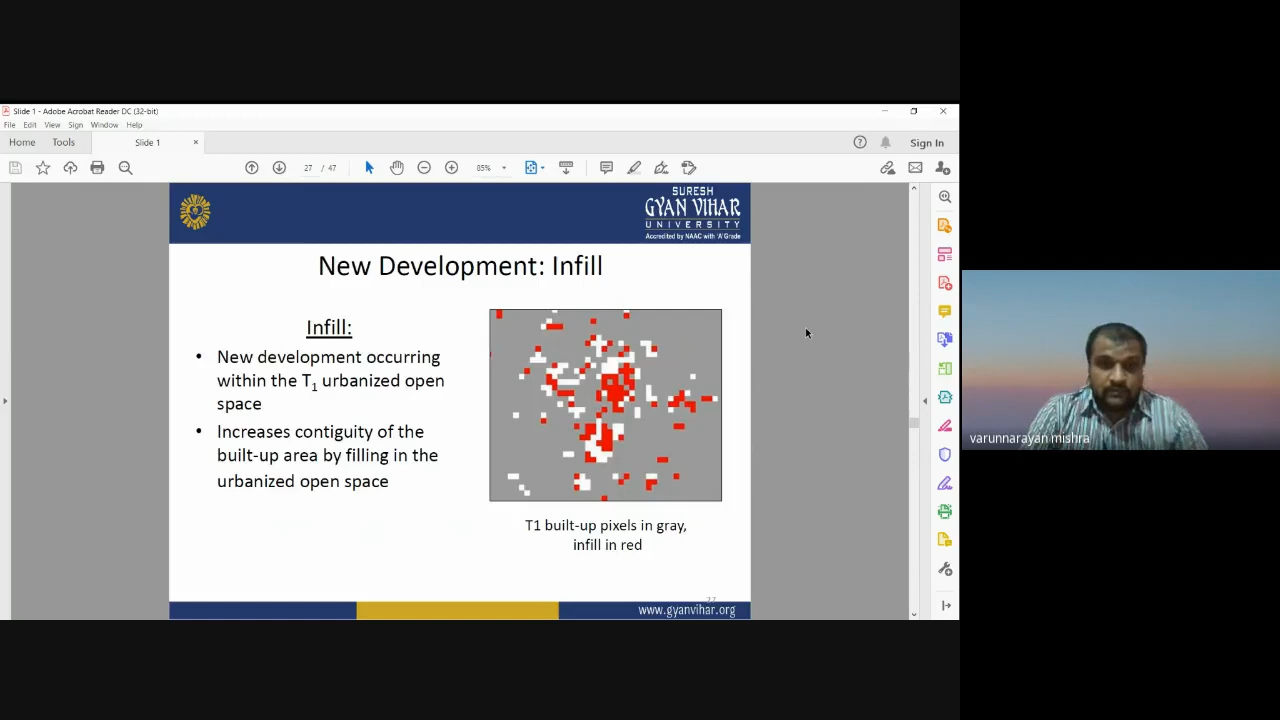 Slide 1 - Adobe Acrobat Reader DC (32-bit)
File Edit View Sign Window Help
Home Tools Slide 1 × Sign In
27 / 47 85%
SURESH
GYAN VIHAR
UNIVERSITY
Accredited by NAAC with 'A' Grade
New Development: Infill
Infill:
• New development occurring
within the T1 urbanized open
space
• Increases contiguity of the
built-up area by filling in the
urbanized open space
T1 built-up pixels in gray,
infill in red
27
www.gyanvihar.org
varunnarayan mishra